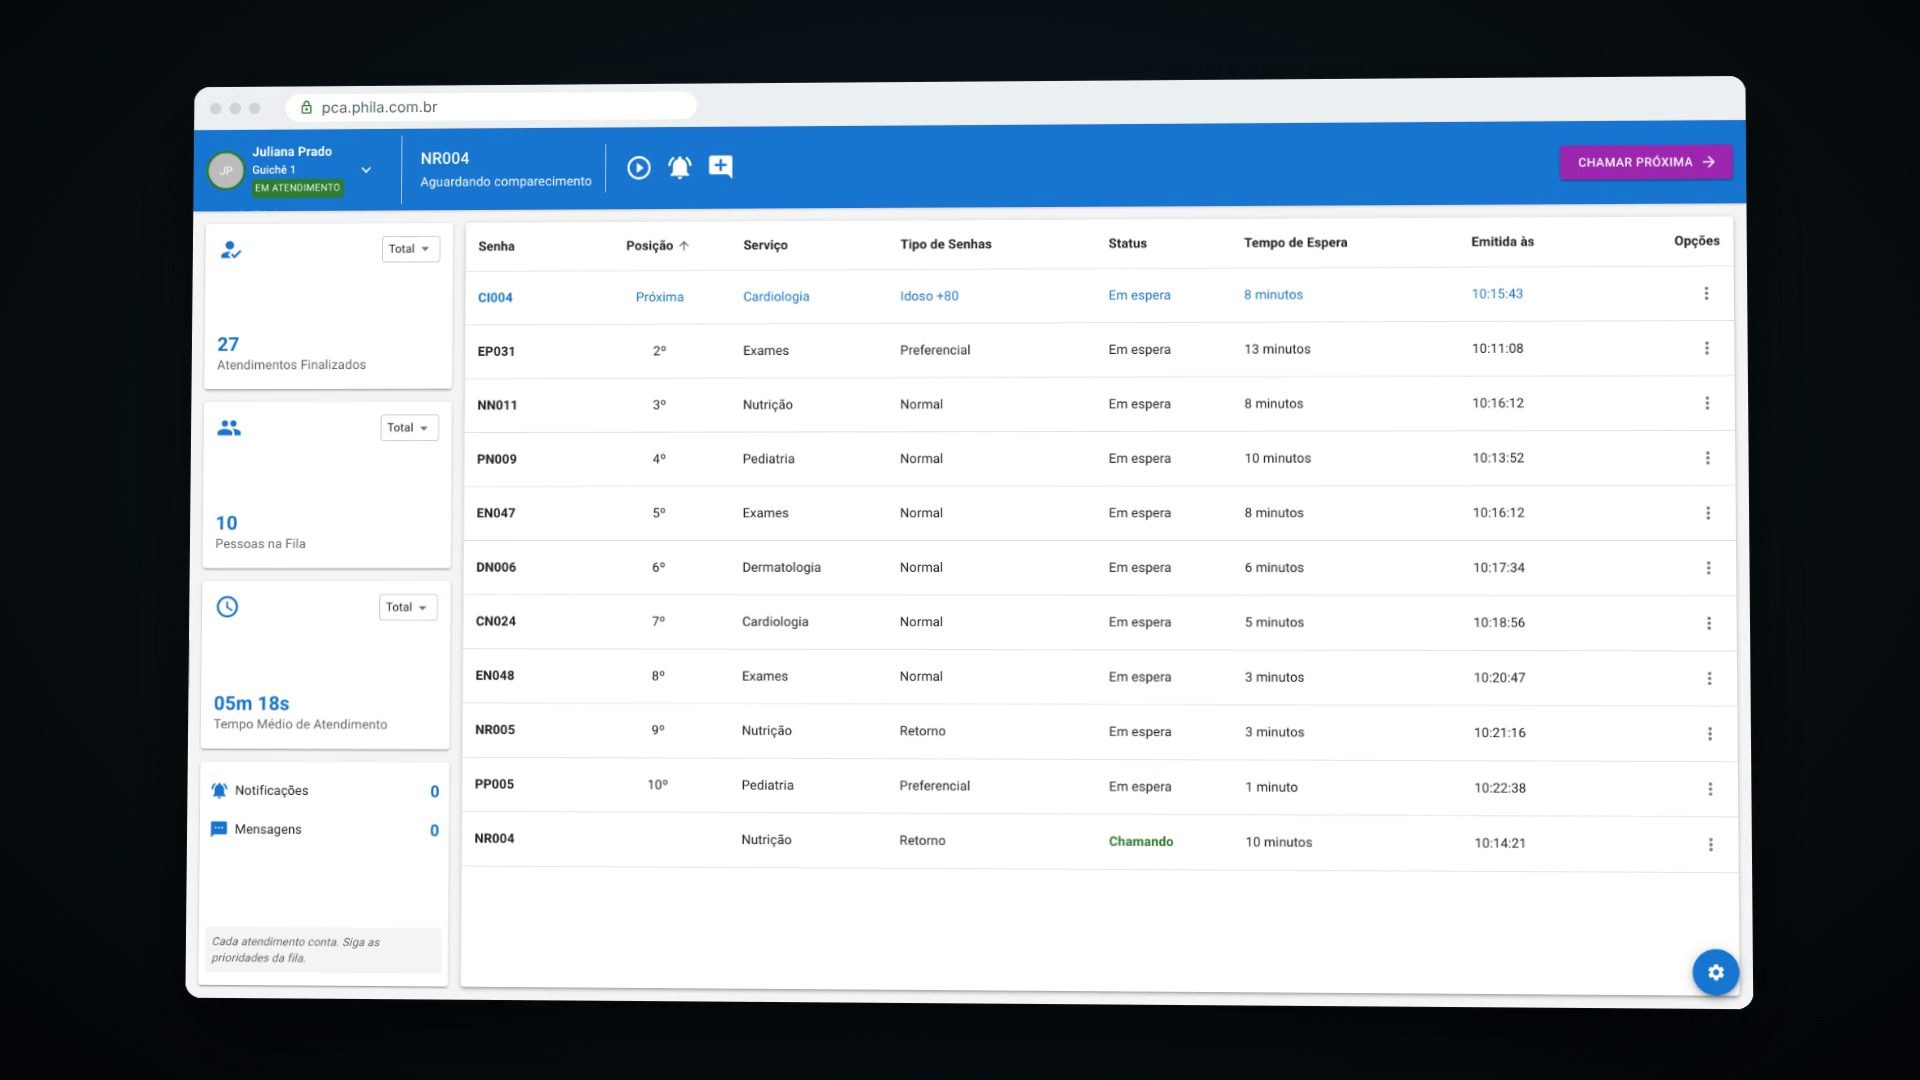 pca.phila.com.br
JP
Juliana Prado
Guichê 1
EM ATENDIMENTO
NR004
Aguardando comparecimento
CHAMAR PRÓXIMA
Total
27
Atendimentos Finalizados
Total
10
Pessoas na Fila
Total
05m 18s
Tempo Médio de Atendimento
Notificações 0
Mensagens 0
Cada atendimento conta. Siga as
prioridades da fila.
Senha Posição Serviço Tipo de Senhas Status Tempo de Espera Emitida às Opções
CI004 Próxima Cardiologia Idoso +80 Em espera 8 minutos 10:15:43
EP031 2º Exames Preferencial Em espera 13 minutos 10:11:08
NN011 3º Nutrição Normal Em espera 8 minutos 10:16:12
PN009 4º Pediatria Normal Em espera 10 minutos 10:13:52
EN047 5º Exames Normal Em espera 8 minutos 10:16:12
DN006 6º Dermatologia Normal Em espera 6 minutos 10:17:34
CN024 7º Cardiologia Normal Em espera 5 minutos 10:18:56
EN048 8º Exames Normal Em espera 3 minutos 10:20:47
NR005 9º Nutrição Retorno Em espera 3 minutos 10:21:16
PP005 10º Pediatria Preferencial Em espera 1 minuto 10:22:38
NR004 Nutrição Retorno Chamando 10 minutos 10:14:21